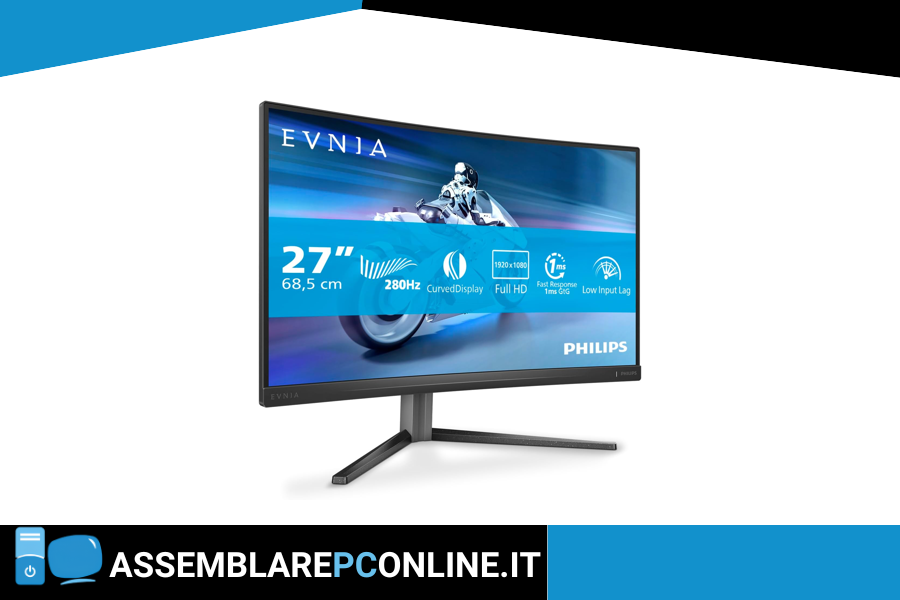 EVNIA
27”
68,5 cm
280Hz
CurvedDisplay
1920x1080
Full HD
1ms
Fast Response
1ms GtG
Low Input Lag
PHILIPS
EVNIA
PHILIPS
ASSEMBLAREPCONLINE.IT